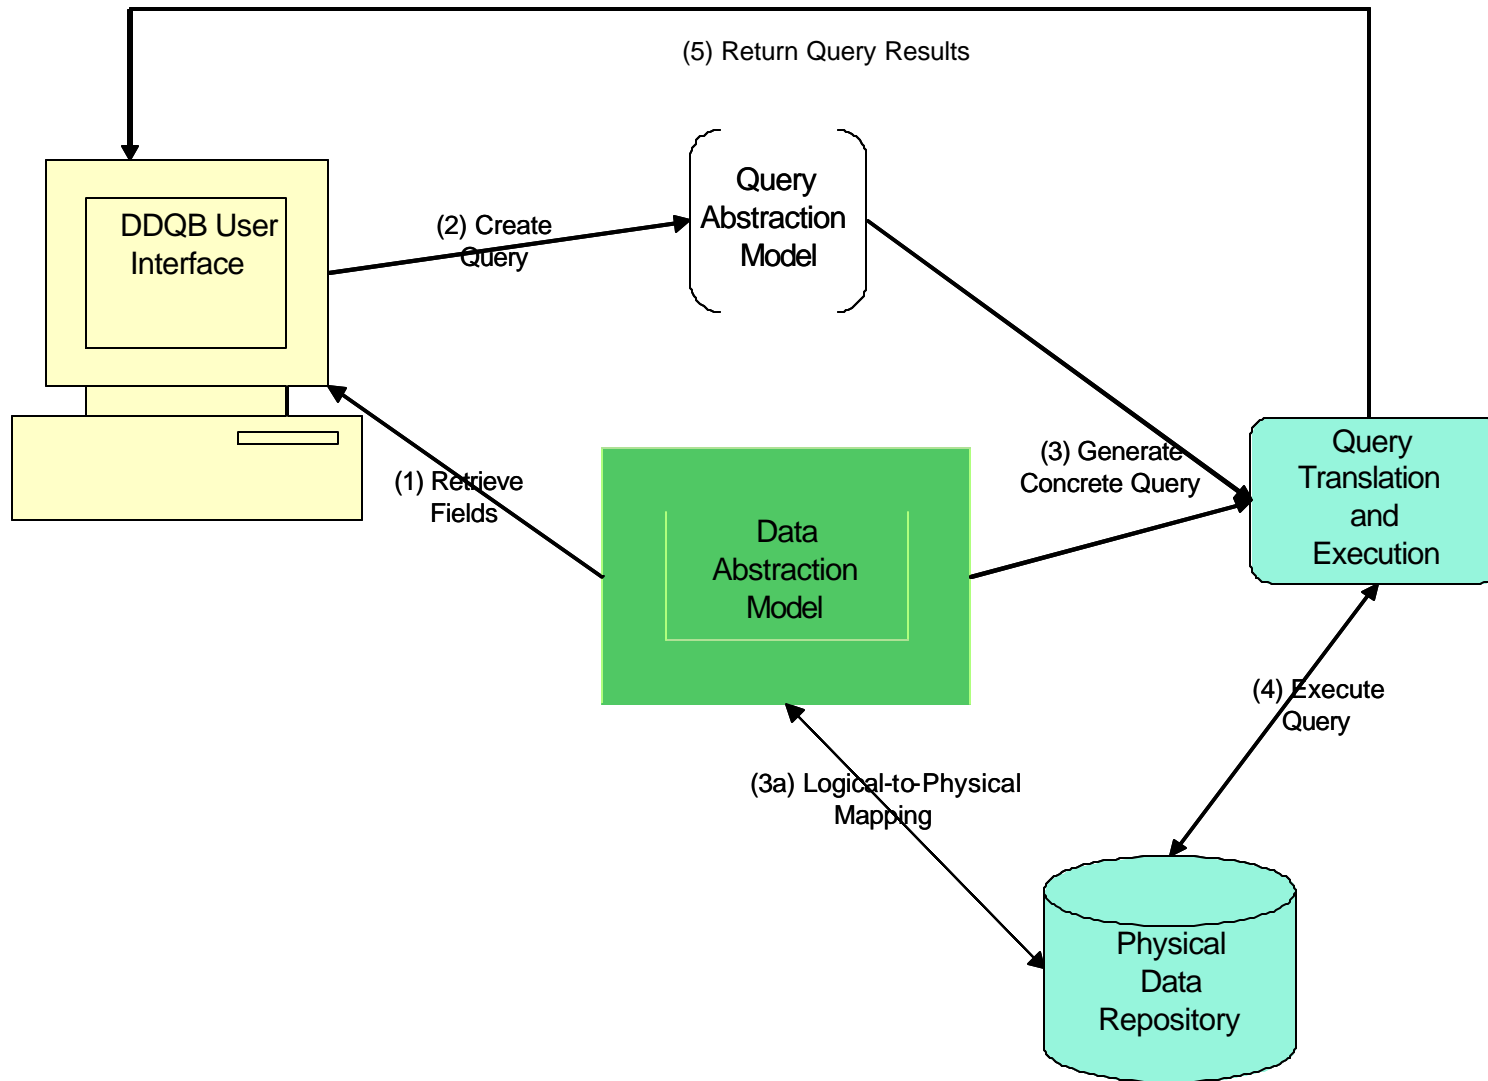 (5) Return Query Results
Query
Abstraction
Model
DDQB User
Interface
(2) Create
Query
(1) Retrieve
Fields
(3) Generate
Concrete Query
Query
Translation
and
Execution
Data
Abstraction
Model
(4) Execute
Query
(3a) Logical-to-Physical
Mapping
Physical
Data
Repository